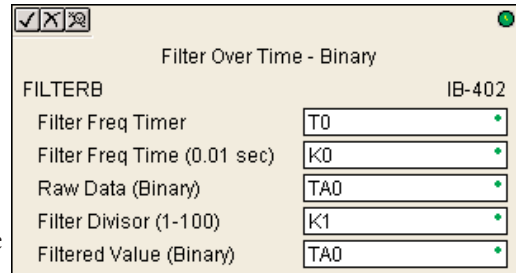 Filter Over Time - Binary
FILTERB IB-402
Filter Freq Timer T0
Filter Freq Time (0.01 sec) K0
Raw Data (Binary) TA0
Filter Divisor (1-100) K1
Filtered Value (Binary) TA0